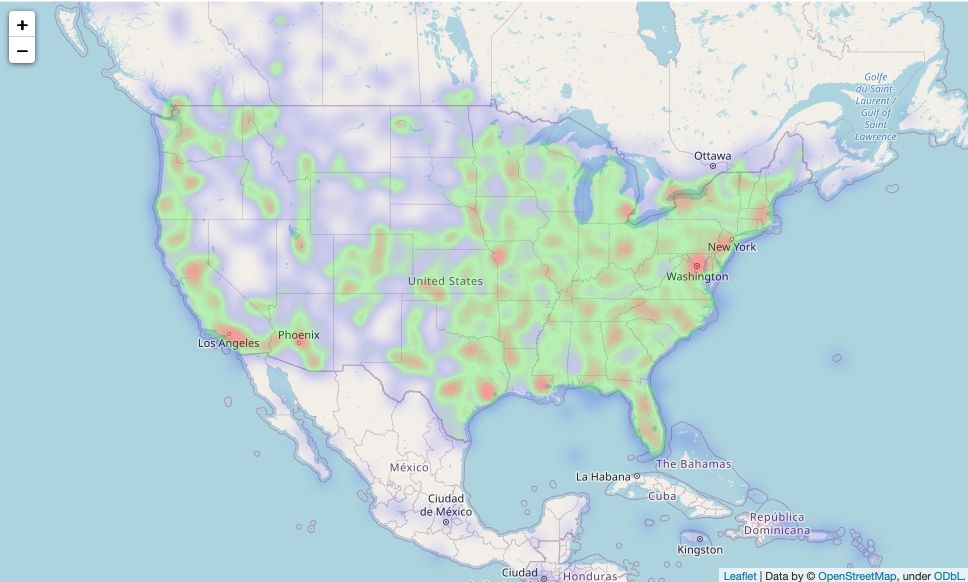 +
−
Golfe
du Saint-
Laurent /
Gulf of
Saint
Lawrence
Ottawa
New York
Washington
United States
Phoenix
Los Angeles
The Bahamas
La Habana
México
Cuba
Ciudad
de México
República
Dominicana
Kingston
Ciudad
Honduras
Leaflet | Data by © OpenStreetMap, under ODbL.